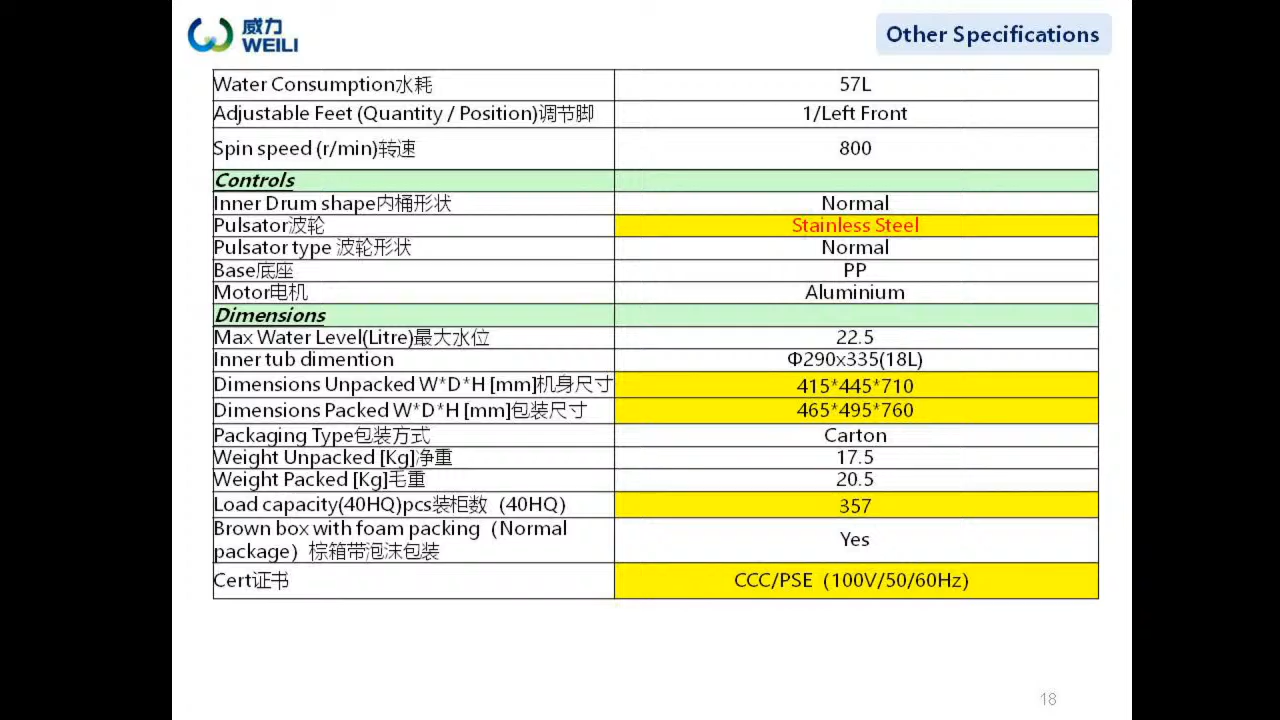 威力
WEILI
Other Specifications
Water Consumption水耗 57L
Adjustable Feet (Quantity / Position)调节脚 1/Left Front
Spin speed (r/min)转速 800
Controls
Inner Drum shape内桶形状 Normal
Pulsator波轮 Stainless Steel
Pulsator type 波轮形状 Normal
Base底座 PP
Motor电机 Aluminium
Dimensions
Max Water Level(Litre)最大水位 22.5
Inner tub dimention Φ290x335(18L)
Dimensions Unpacked W*D*H [mm]机身尺寸 415*445*710
Dimensions Packed W*D*H [mm]包装尺寸 465*495*760
Packaging Type包装方式 Carton
Weight Unpacked [Kg]净重 17.5
Weight Packed [Kg]毛重 20.5
Load capacity(40HQ)pcs装柜数（40HQ） 357
Brown box with foam packing（Normal
package）棕箱带泡沫包装 Yes
Cert证书 CCC/PSE（100V/50/60Hz）
18